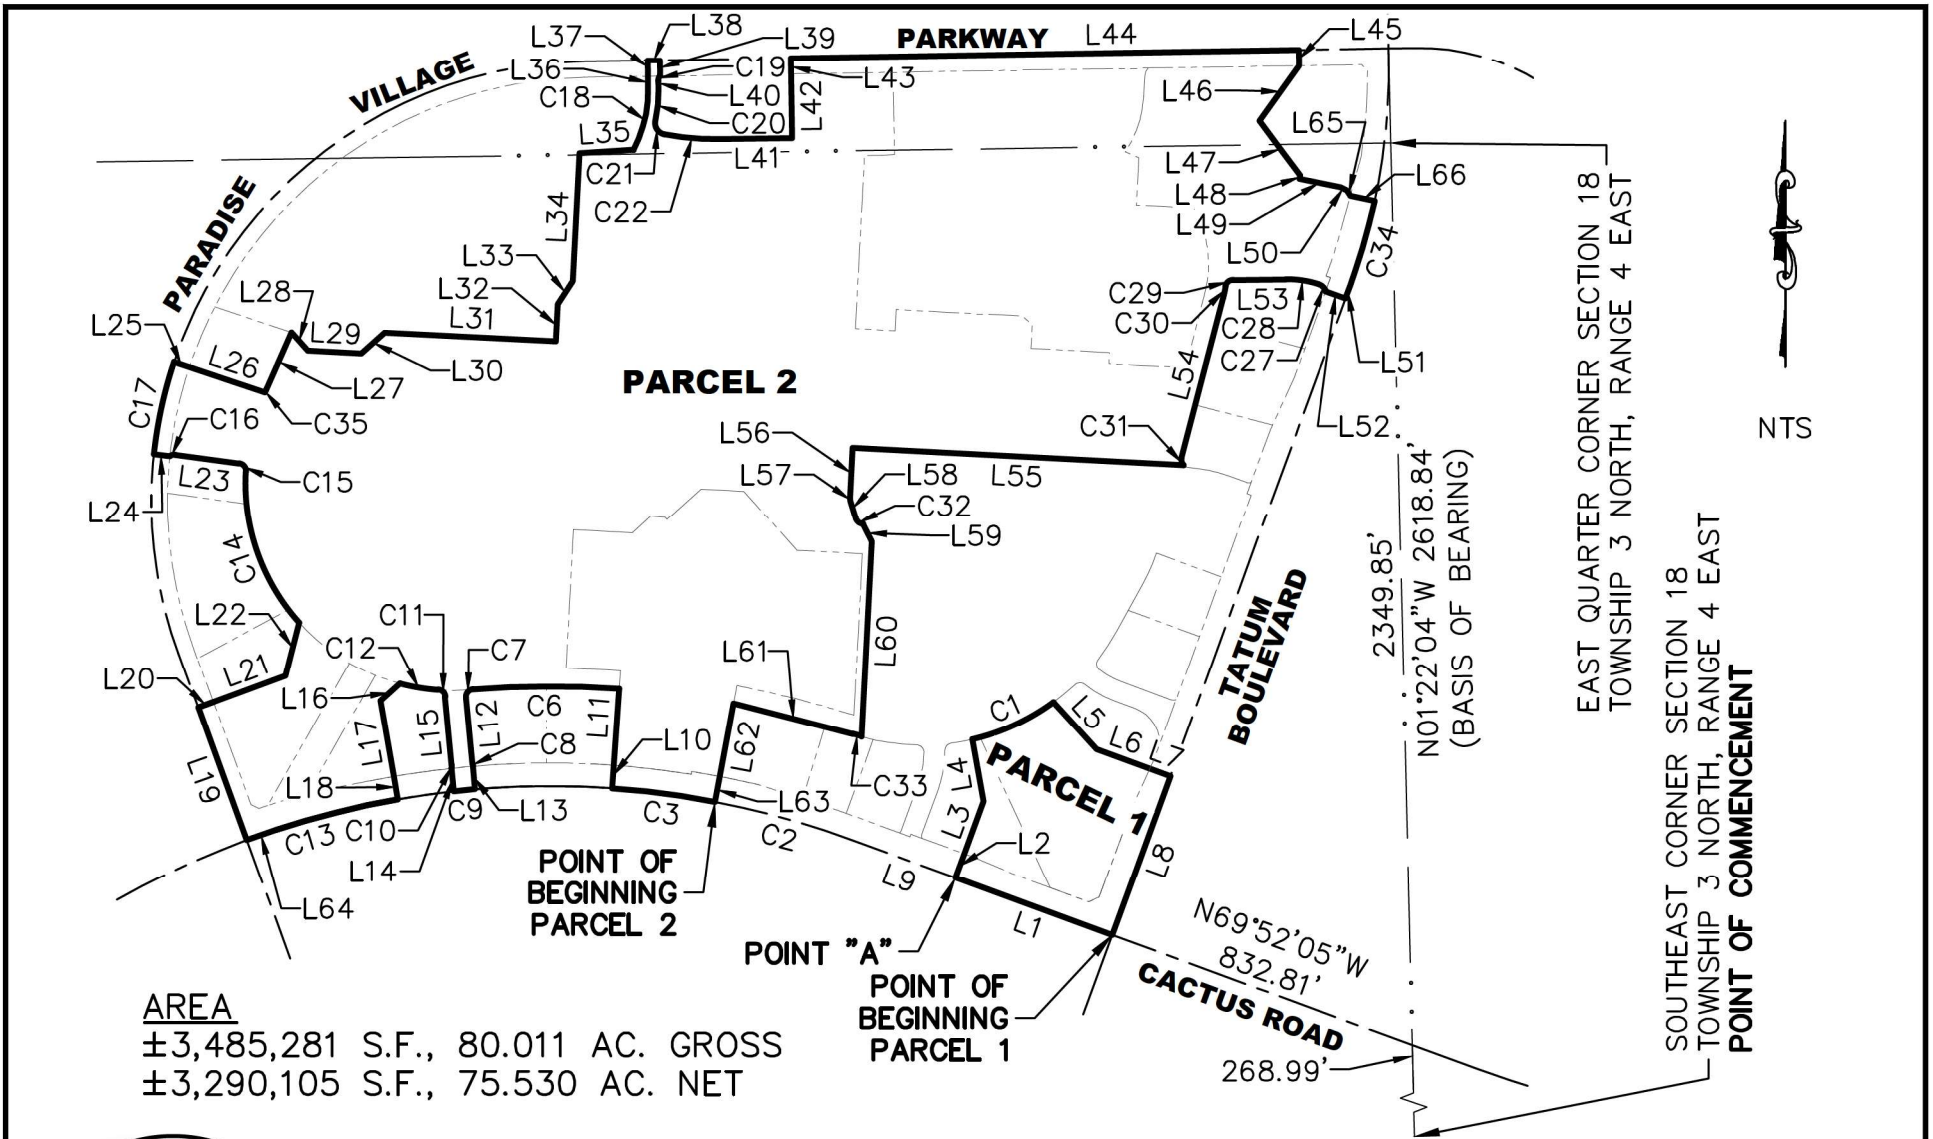 L38
L37
L39
PARKWAY
L44
L45
VILLAGE
L36
C19
L43
L46
C18
L40
L42
L35
C20
L65
L41
L47
C21
L66
L48
PARADISE
L34
C22
L49
L33
L50
C34
L28
L32
C29
L53
L25
L29
L31
C30
C28
L26
C27
L51
L27
L30
PARCEL 2
L54
C17
C16
C35
L52
L56
C31
L23
C15
L57
L58
L55
L24
C32
L59
C14
L22
C11
C12
C7
L61
L60
L20
L21
L16
C6
L11
C1
L5
L17
L15
L12
L10
L62
L6
L7
C8
L19
L18
L4
PARCEL 1
C33
L63
C13
C10
C9
L13
C3
C2
L3
L2
L8
L14
L9
L64
L1
TATUM
BOULEVARD
POINT OF
BEGINNING
PARCEL 2
POINT "A"
POINT OF
BEGINNING
PARCEL 1
N69°52'05"W
832.81'
CACTUS ROAD
268.99'
2349.85'
N01°22'04"W 2618.84'
(BASIS OF BEARING)
EAST QUARTER CORNER SECTION 18
TOWNSHIP 3 NORTH, RANGE 4 EAST
SOUTHEAST CORNER SECTION 18
TOWNSHIP 3 NORTH, RANGE 4 EAST
POINT OF COMMENCEMENT
NTS
AREA
±3,485,281 S.F., 80.011 AC. GROSS
±3,290,105 S.F., 75.530 AC. NET